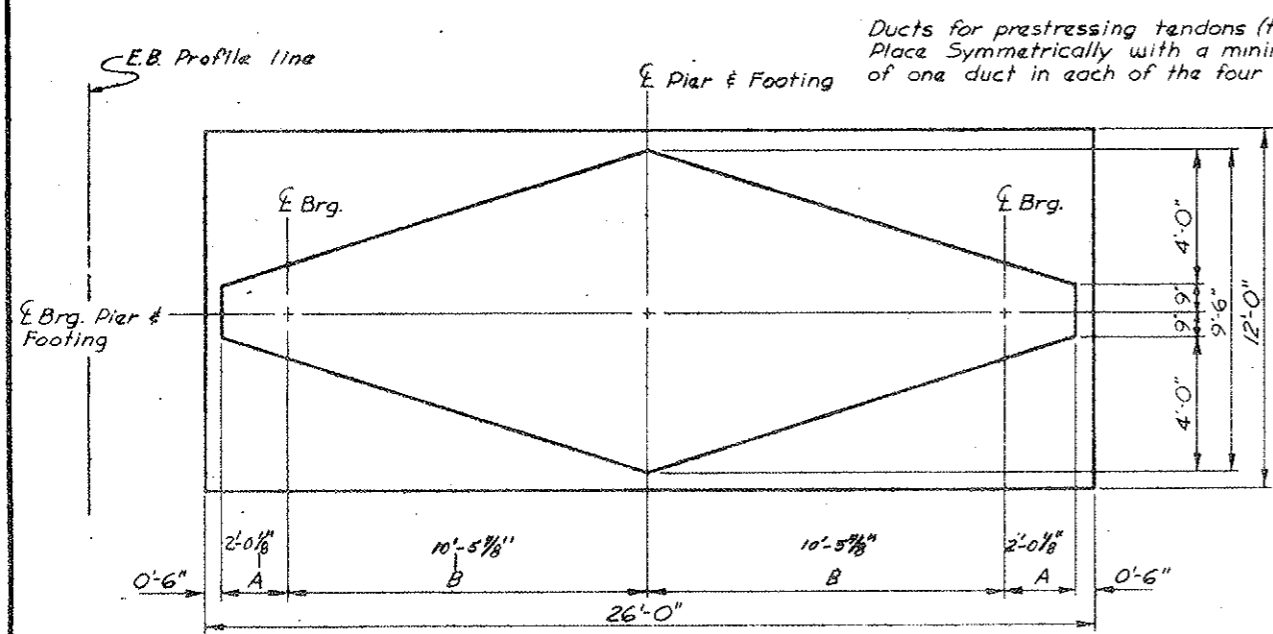 Ducts for prestressing tendons (
Place Symmetrically with a mini
of one duct in each of the four
E.B. Profile line
℄ Pier & Footing
℄ Brg.
℄ Brg.
℄ Brg. Pier &
Footing
4'-0"
9"
9"
4'-0"
9'-6"
12'-0"
2'-0⅛"
10'-5⅞"
10'-5⅞"
2'-0⅛"
0'-6"
A
B
B
A
0'-6"
26'-0"